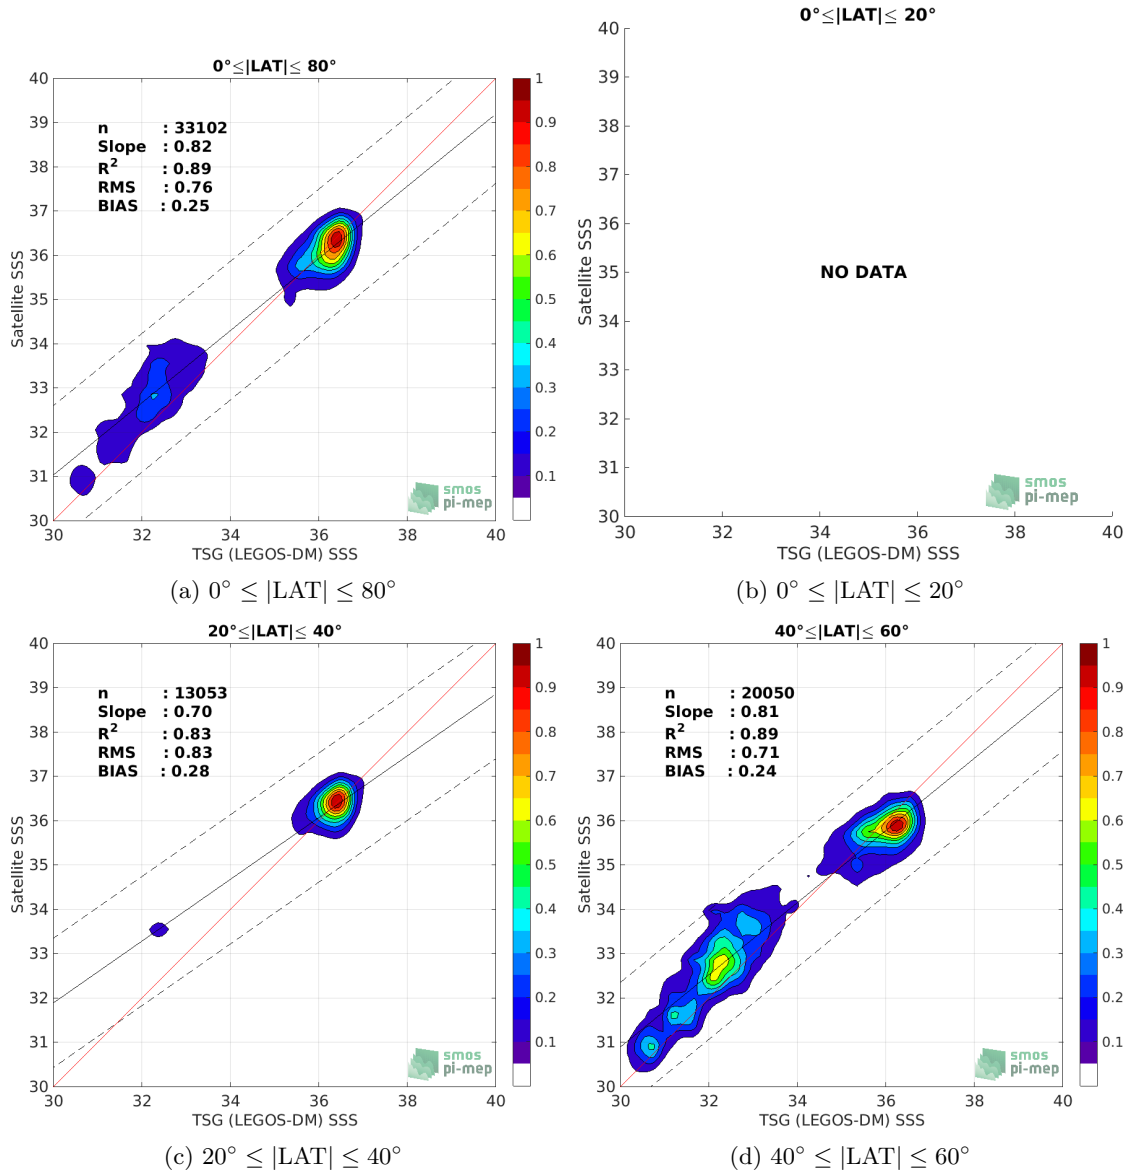 0°≤|LAT|≤ 80°
n : 33102
Slope : 0.82
R² : 0.89
RMS : 0.76
BIAS : 0.25
40
39
38
37
36
35
34
33
32
31
30
Satellite SSS
30 32 34 36 38 40
TSG (LEGOS-DM) SSS
1
0.9
0.8
0.7
0.6
0.5
0.4
0.3
0.2
0.1
smos
pi-mep
(a) 0° ≤ |LAT| ≤ 80°
0°≤|LAT|≤ 20°
40
39
38
37
36
35
34
33
32
31
30
Satellite SSS
NO DATA
smos
pi-mep
30 32 34 36 38 40
TSG (LEGOS-DM) SSS
(b) 0° ≤ |LAT| ≤ 20°
20°≤|LAT|≤ 40°
n : 13053
Slope : 0.70
R² : 0.83
RMS : 0.83
BIAS : 0.28
40
39
38
37
36
35
34
33
32
31
30
Satellite SSS
30 32 34 36 38 40
TSG (LEGOS-DM) SSS
1
0.9
0.8
0.7
0.6
0.5
0.4
0.3
0.2
0.1
smos
pi-mep
(c) 20° ≤ |LAT| ≤ 40°
40°≤|LAT|≤ 60°
n : 20050
Slope : 0.81
R² : 0.89
RMS : 0.71
BIAS : 0.24
40
39
38
37
36
35
34
33
32
31
30
Satellite SSS
30 32 34 36 38 40
TSG (LEGOS-DM) SSS
1
0.9
0.8
0.7
0.6
0.5
0.4
0.3
0.2
0.1
smos
pi-mep
(d) 40° ≤ |LAT| ≤ 60°